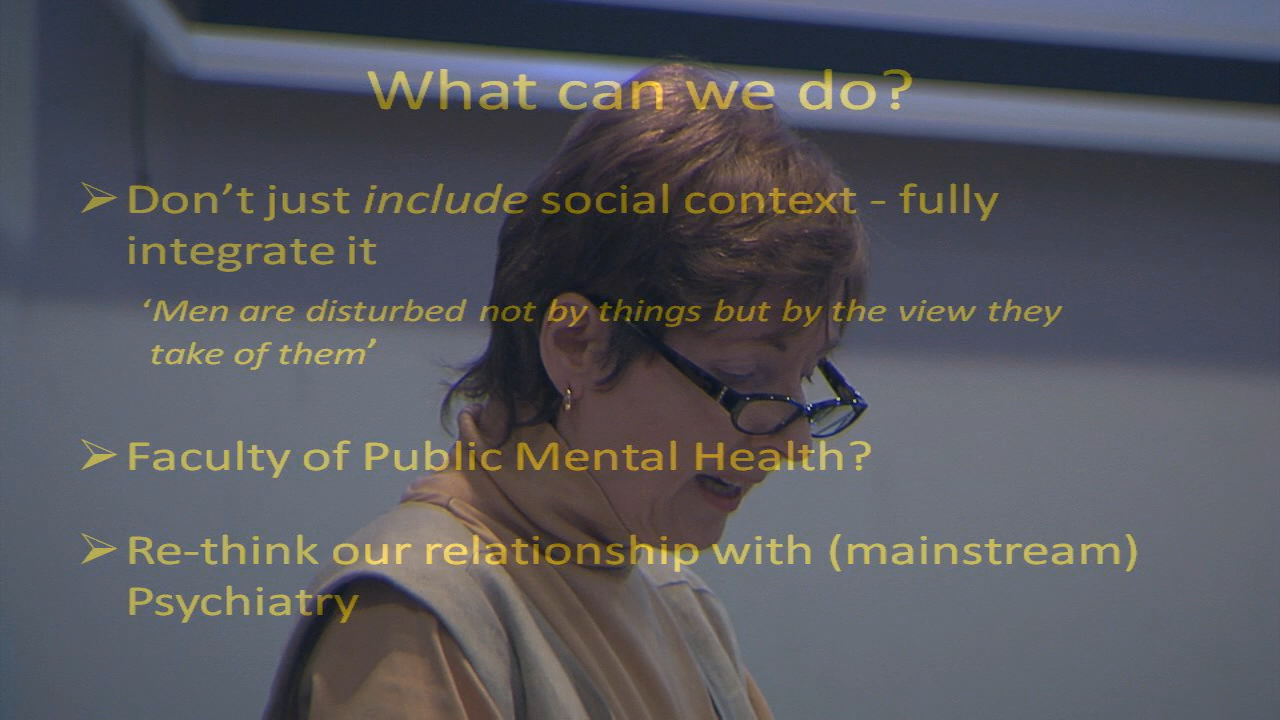 What can we do?
➢ Don’t just include social context - fully
integrate it
‘Men are disturbed not by things but by the view they
take of them’
➢ Faculty of Public Mental Health?
➢ Re-think our relationship with (mainstream)
Psychiatry